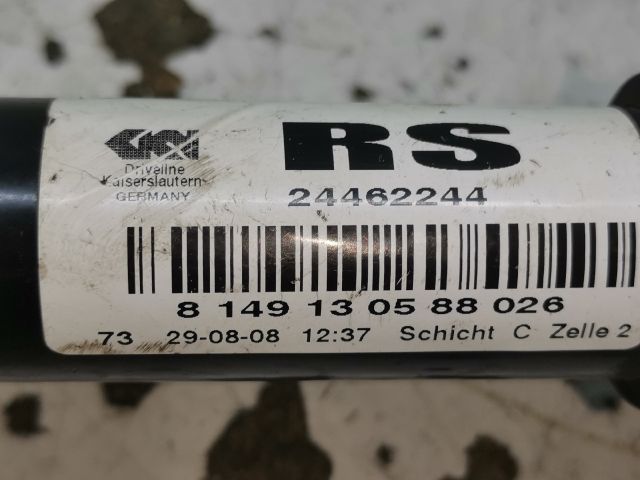 GKN
RS
Driveline
Kaiserslautern
GERMANY
24462244
8 149 13 05 88 026
73 29-08-08 12:37 Schicht C Zelle 2